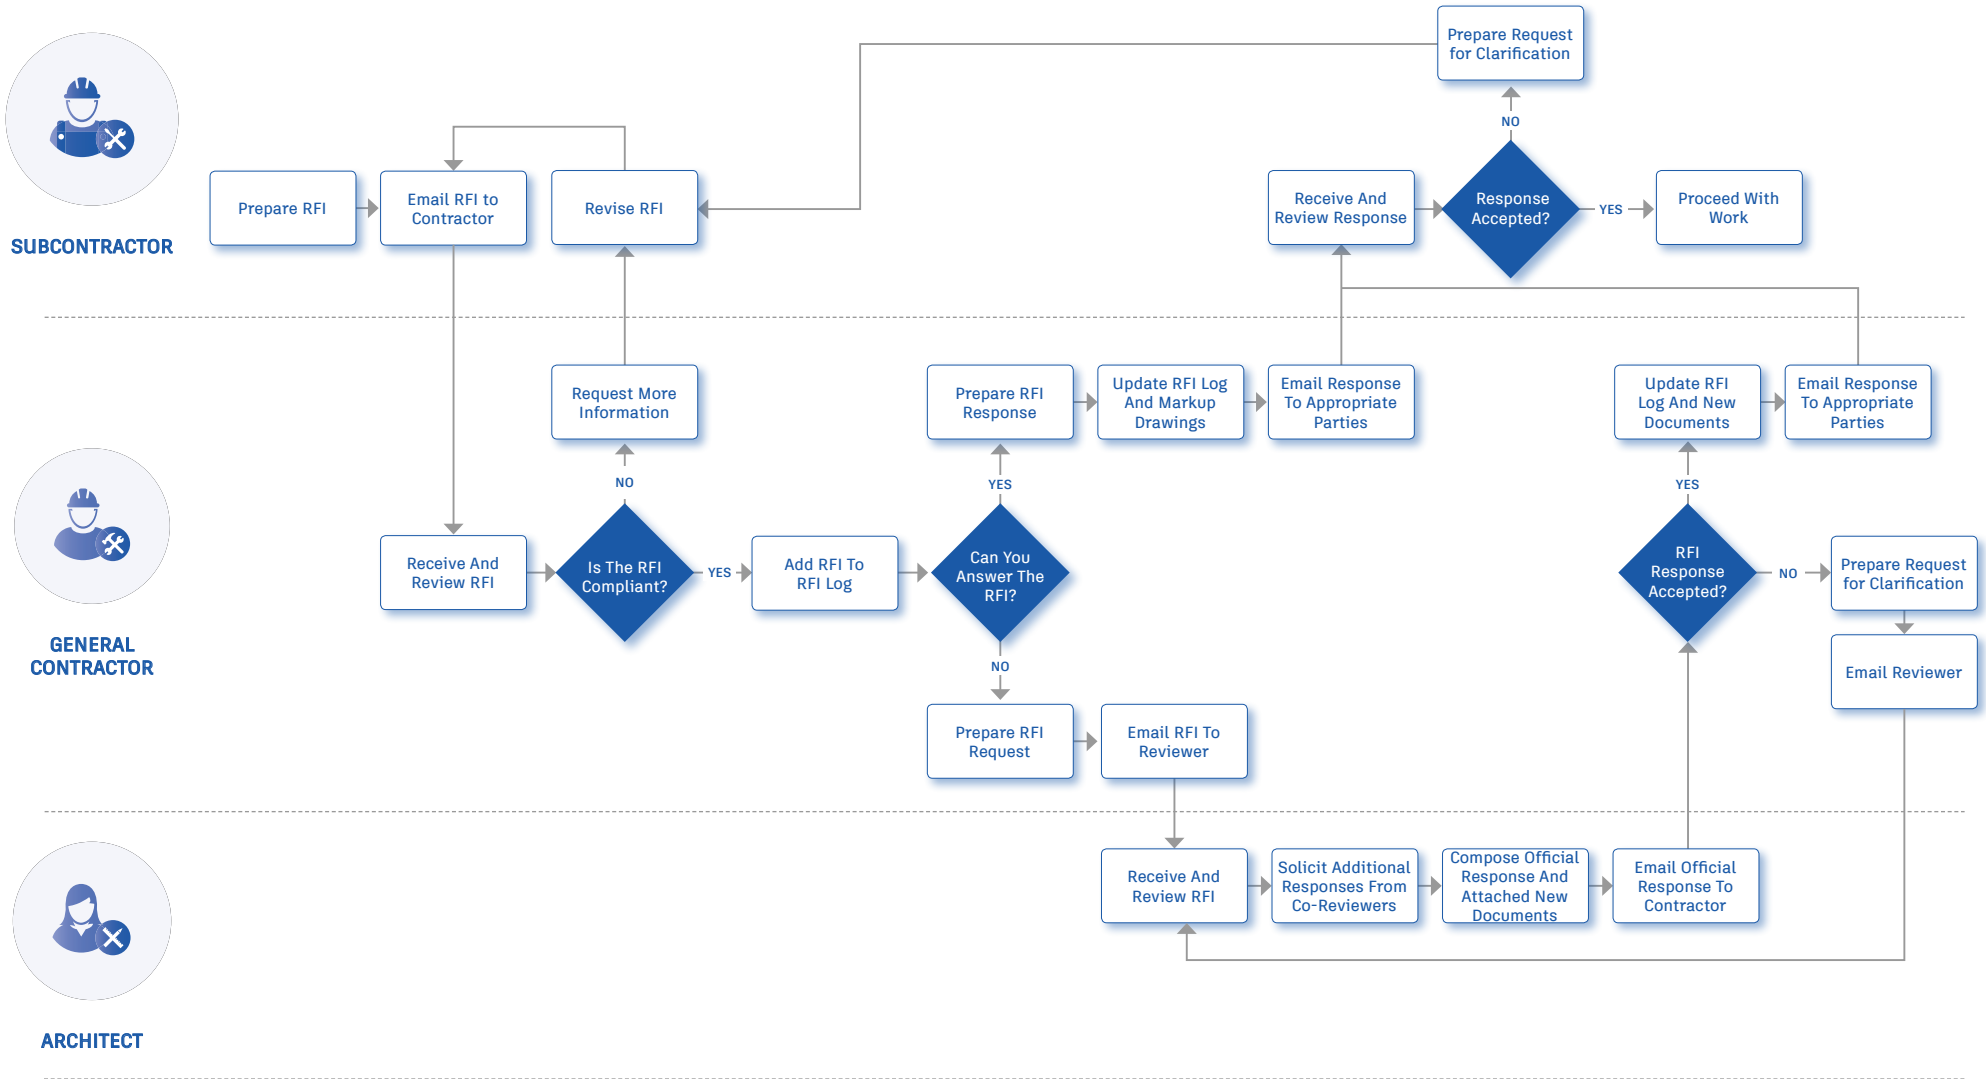 Prepare Request
for Clarification
NO
Prepare RFI
Email RFI to
Contractor
Revise RFI
Receive And
Review Response
Response
Accepted?
YES
Proceed With
Work
SUBCONTRACTOR
Request More
Information
Prepare RFI
Response
Update RFI Log
And Markup
Drawings
Email Response
To Appropriate
Parties
Update RFI
Log And New
Documents
Email Response
To Appropriate
Parties
NO
YES
YES
Receive And
Review RFI
Is The RFI
Compliant?
YES
Add RFI To
RFI Log
Can You
Answer The
RFI?
RFI
Response
Accepted?
NO
Prepare Request
for Clarification
GENERAL
CONTRACTOR
NO
Email Reviewer
Prepare RFI
Request
Email RFI To
Reviewer
Receive And
Review RFI
Solicit Additional
Responses From
Co-Reviewers
Compose Official
Response And
Attached New
Documents
Email Official
Response To
Contractor
ARCHITECT